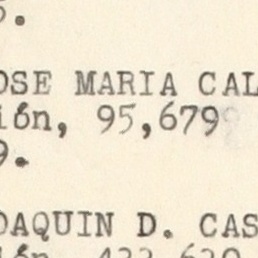 OSE MARIA CAL
ión, 95,679
9.
OAQUIN D. CAS